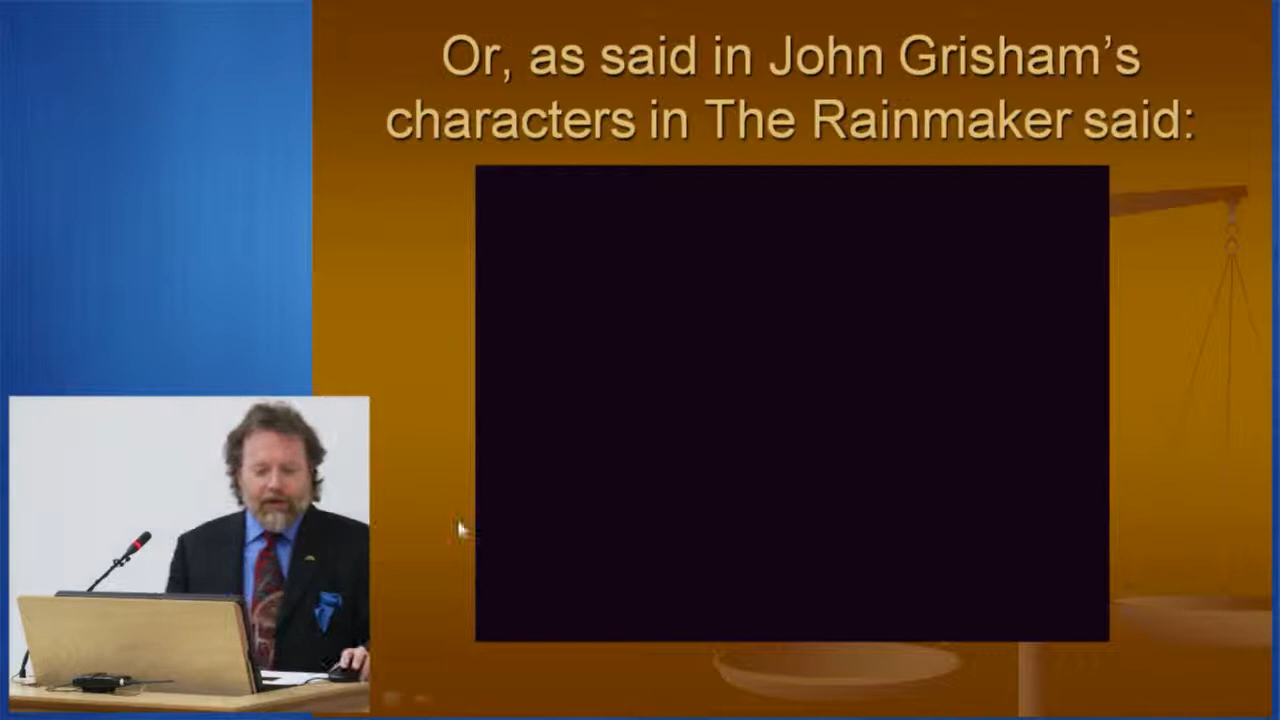 Or, as said in John Grisham’s
characters in The Rainmaker said: